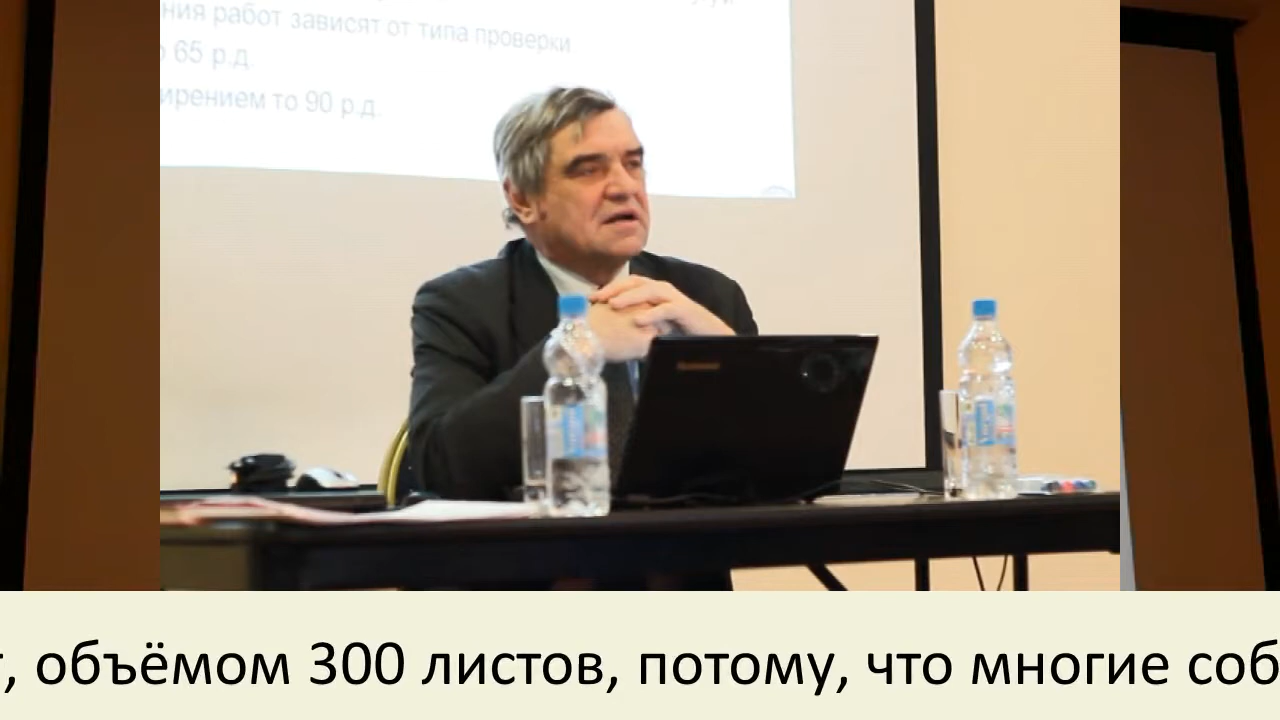 ния работ зависят от типа проверки
65 р.д.
ирением то 90 р.д.
, объёмом 300 листов, потому, что многие соб